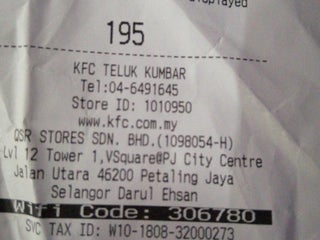 displayed
195
KFC TELUK KUMBAR
Tel:04-6491645
Store ID: 1010950
www.kfc.com.my
QSR STORES SDN. BHD.(1098054-H)
Lvl 12 Tower 1,VSquare@PJ City Centre
Jalan Utara 46200 Petaling Jaya
Selangor Darul Ehsan
Wifi Code: 306780
SVC TAX ID: W10-1808-32000273